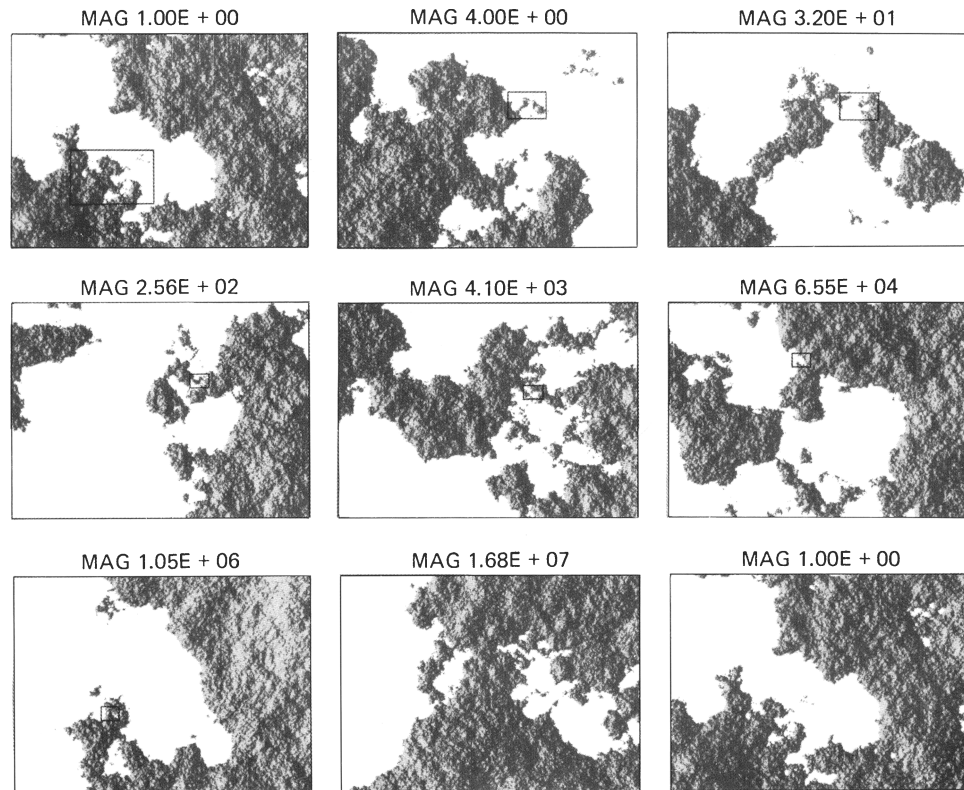 MAG 1.00E + 00
MAG 4.00E + 00
MAG 3.20E + 01
MAG 2.56E + 02
MAG 4.10E + 03
MAG 6.55E + 04
MAG 1.05E + 06
MAG 1.68E + 07
MAG 1.00E + 00